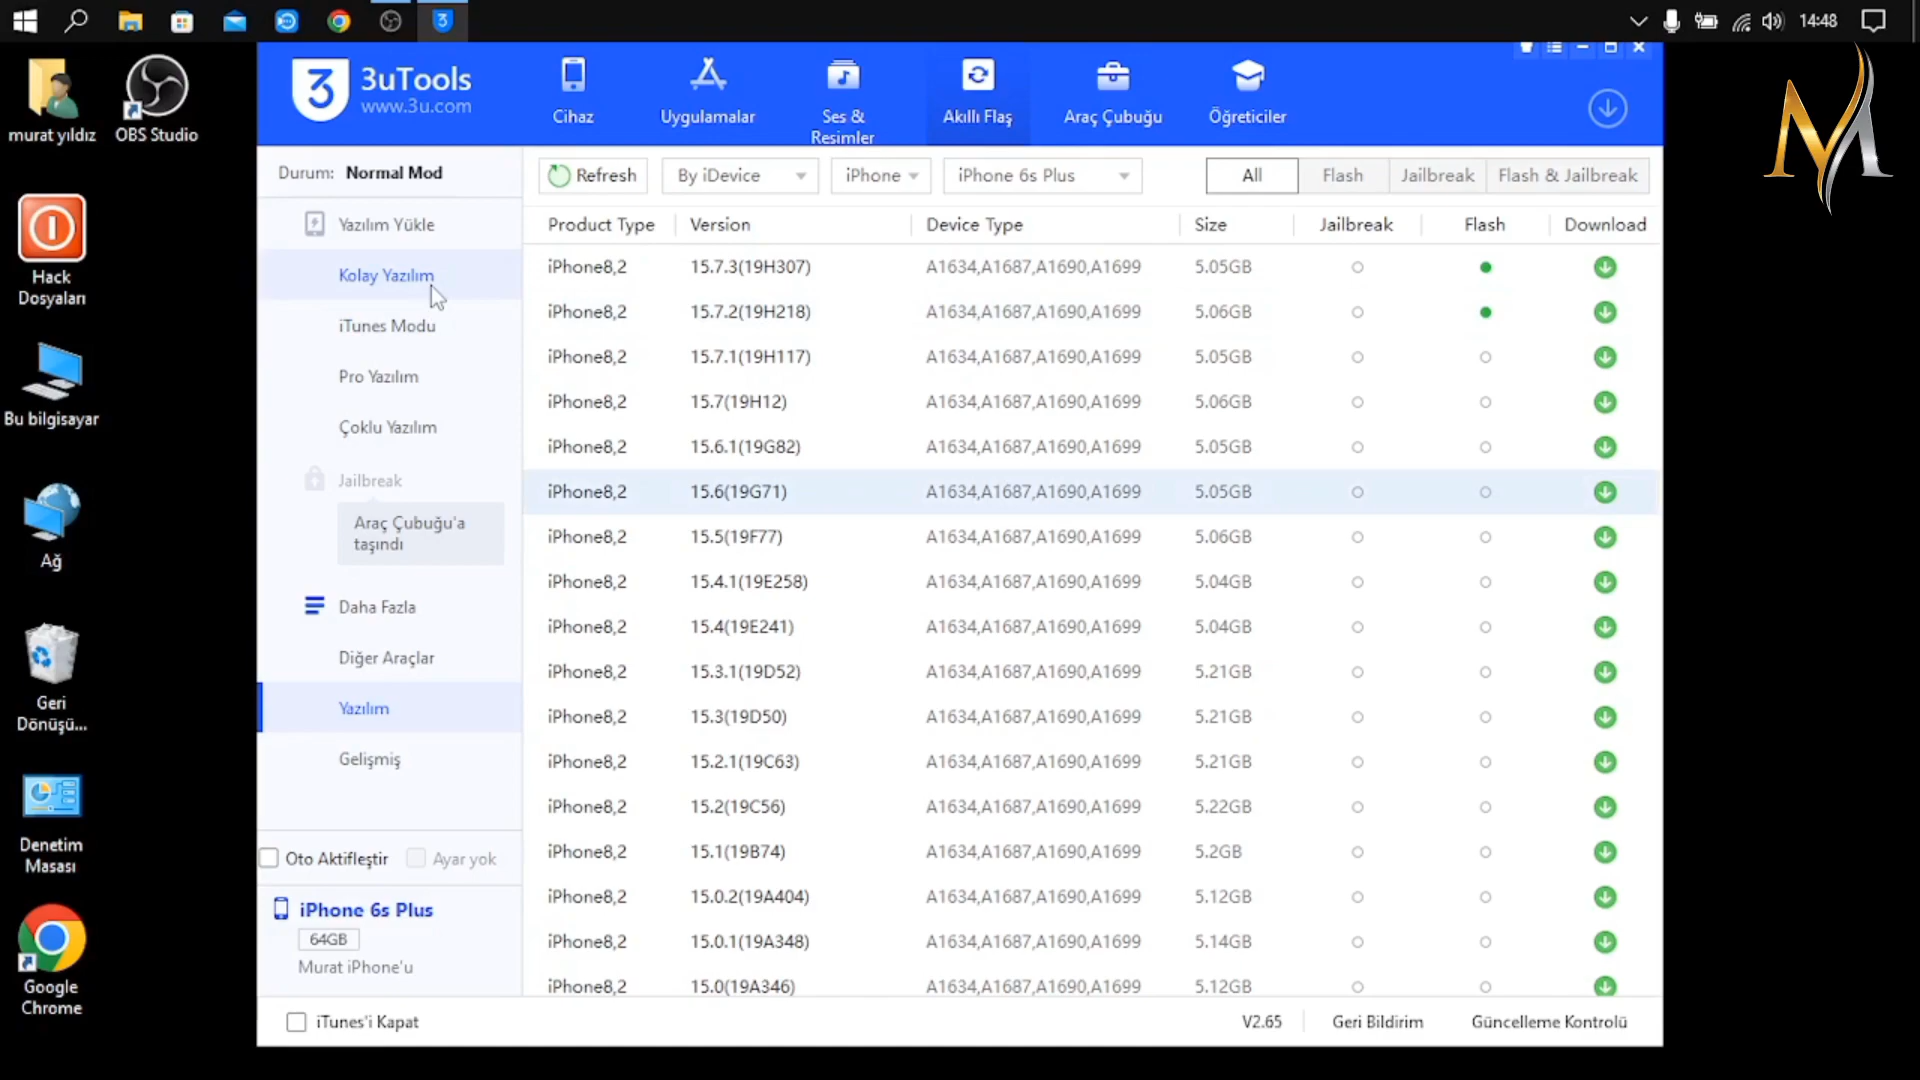 14:48
murat yıldız
OBS Studio
Hack
Dosyaları
Bu bilgisayar
Ağ
Geri
Dönüşü...
Denetim
Masası
Google
Chrome
3 3uTools
www.3u.com
Cihaz
Uygulamalar
Ses &
Resimler
Akıllı Flaş
Araç Çubuğu
Öğreticiler
Durum: Normal Mod
Yazılım Yükle
Kolay Yazılım
iTunes Modu
Pro Yazılım
Çoklu Yazılım
Jailbreak
Araç Çubuğu'a
taşındı
Daha Fazla
Diğer Araçlar
Yazılım
Gelişmiş
Oto Aktifleştir Ayar yok
iPhone 6s Plus
64GB
Murat iPhone'u
Refresh By iDevice iPhone iPhone 6s Plus All Flash Jailbreak Flash & Jailbreak
Product Type Version Device Type Size Jailbreak Flash Download
iPhone8,2 15.7.3(19H307) A1634,A1687,A1690,A1699 5.05GB
iPhone8,2 15.7.2(19H218) A1634,A1687,A1690,A1699 5.06GB
iPhone8,2 15.7.1(19H117) A1634,A1687,A1690,A1699 5.05GB
iPhone8,2 15.7(19H12) A1634,A1687,A1690,A1699 5.06GB
iPhone8,2 15.6.1(19G82) A1634,A1687,A1690,A1699 5.05GB
iPhone8,2 15.6(19G71) A1634,A1687,A1690,A1699 5.05GB
iPhone8,2 15.5(19F77) A1634,A1687,A1690,A1699 5.06GB
iPhone8,2 15.4.1(19E258) A1634,A1687,A1690,A1699 5.04GB
iPhone8,2 15.4(19E241) A1634,A1687,A1690,A1699 5.04GB
iPhone8,2 15.3.1(19D52) A1634,A1687,A1690,A1699 5.21GB
iPhone8,2 15.3(19D50) A1634,A1687,A1690,A1699 5.21GB
iPhone8,2 15.2.1(19C63) A1634,A1687,A1690,A1699 5.21GB
iPhone8,2 15.2(19C56) A1634,A1687,A1690,A1699 5.22GB
iPhone8,2 15.1(19B74) A1634,A1687,A1690,A1699 5.2GB
iPhone8,2 15.0.2(19A404) A1634,A1687,A1690,A1699 5.12GB
iPhone8,2 15.0.1(19A348) A1634,A1687,A1690,A1699 5.14GB
iPhone8,2 15.0(19A346) A1634,A1687,A1690,A1699 5.12GB
iTunes'i Kapat V2.65 Geri Bildirim Güncelleme Kontrolü